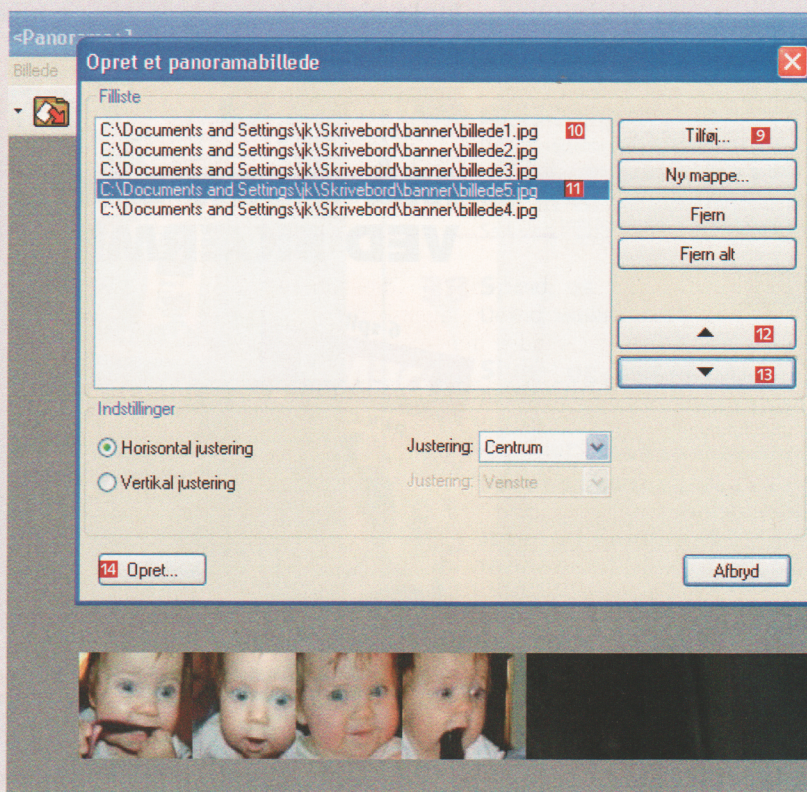 <Panorama>]
Billede
Opret et panoramabillede
Filliste
C:\Documents and Settings\jk\Skrivebord\banner\billede1.jpg 10
C:\Documents and Settings\jk\Skrivebord\banner\billede2.jpg
C:\Documents and Settings\jk\Skrivebord\banner\billede3.jpg
C:\Documents and Settings\jk\Skrivebord\banner\billede5.jpg 11
C:\Documents and Settings\jk\Skrivebord\banner\billede4.jpg
Tilføj... 9
Ny mappe...
Fjern
Fjern alt
12
13
Indstillinger
Horisontal justering
Justering: Centrum
Vertikal justering
Justering: Venstre
14 Opret...
Afbryd